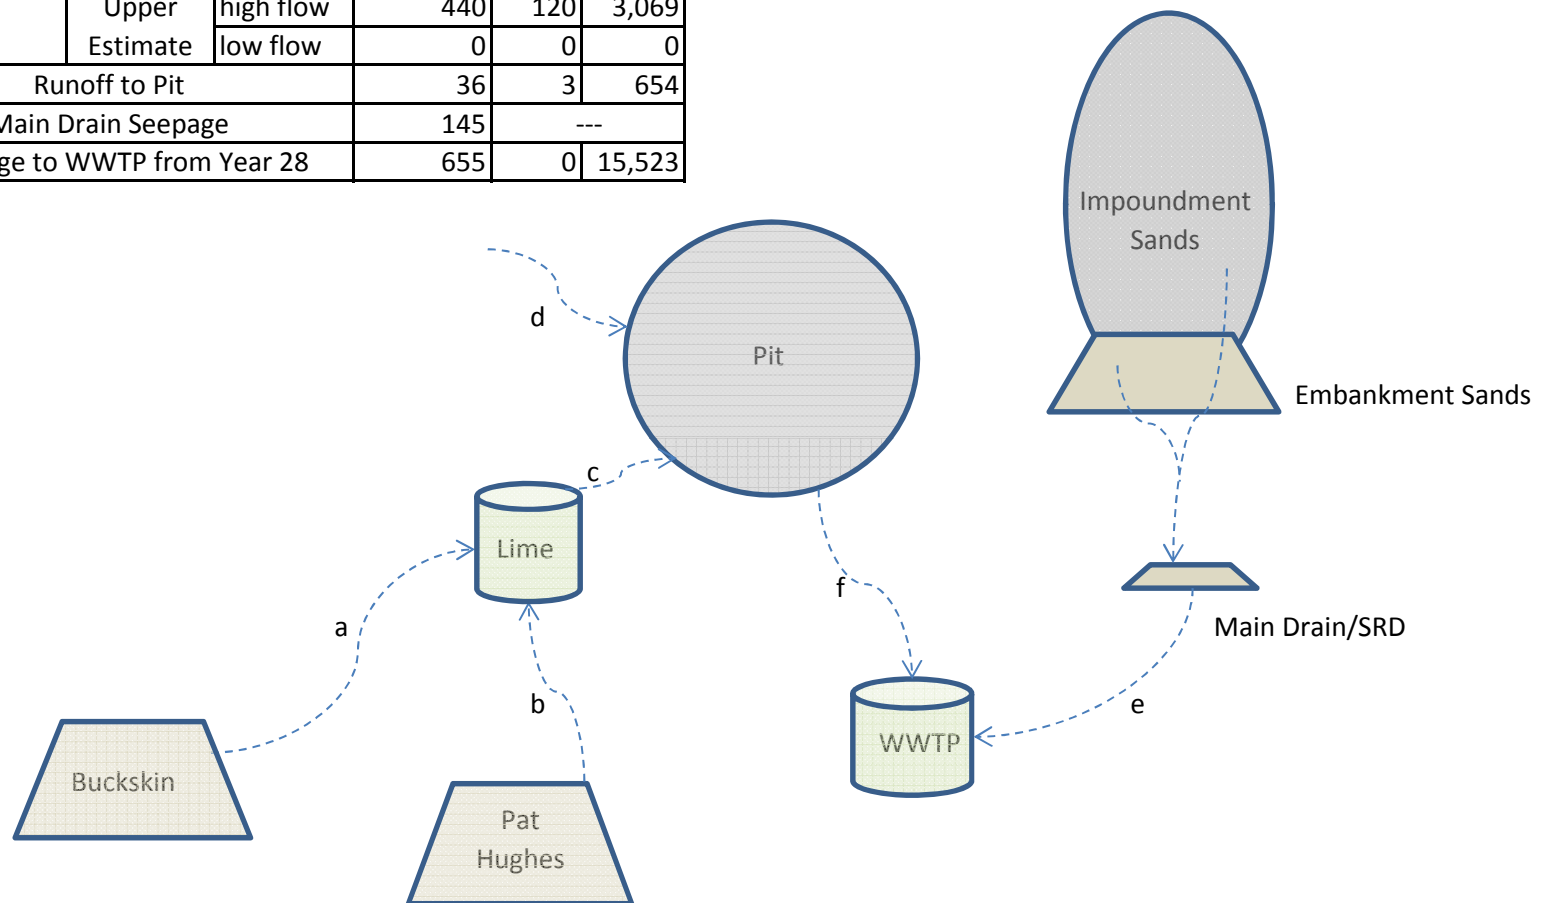 Upper high flow 440 120 3,069
Estimate low flow 0 0 0
Runoff to Pit 36 3 654
Main Drain Seepage 145 ---
to WWTP from Year 28 655 0 15,523
Impoundment
Sands
d
Pit
Embankment Sands
c
Lime
f
a
Main Drain/SRD
b
e
WWTP
Buckskin
Pat
Hughes